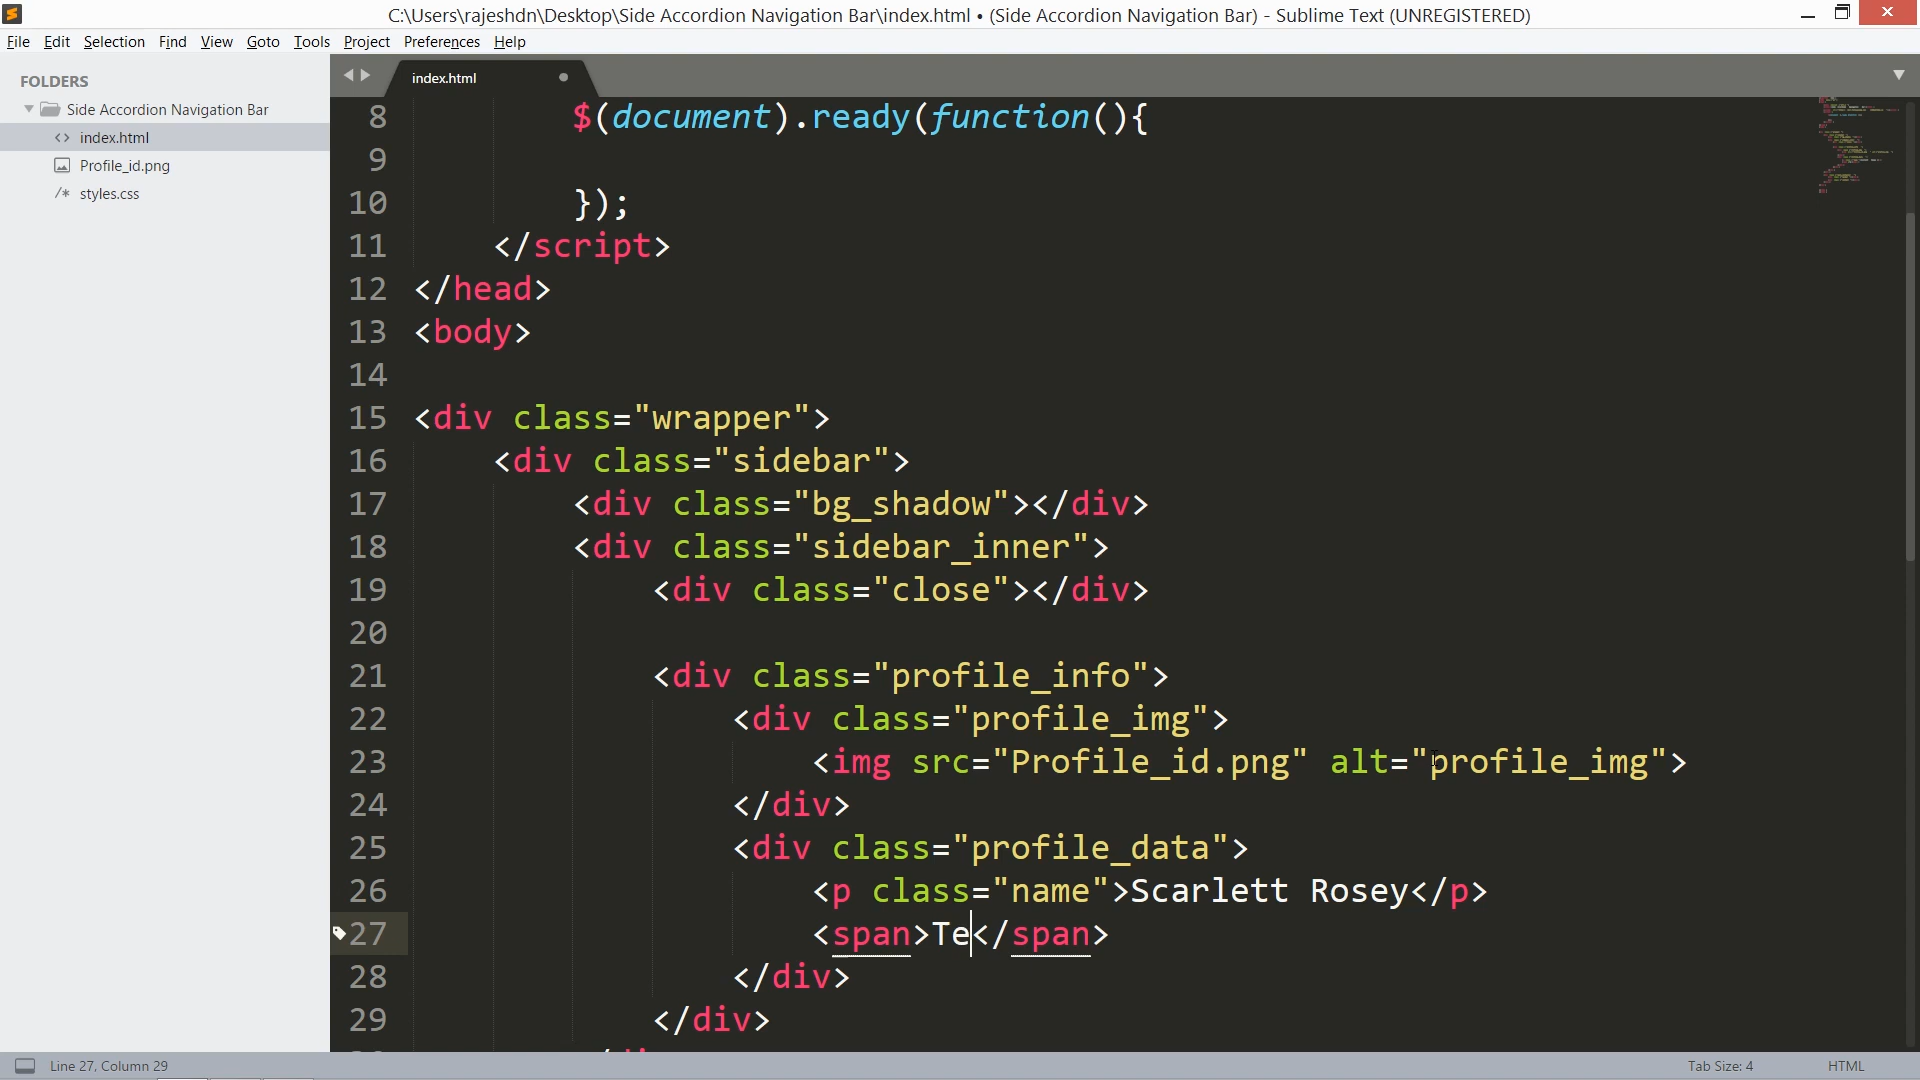 C:\Users\rajeshdn\Desktop\Side Accordion Navigation Bar\index.html • (Side Accordion Navigation Bar) - Sublime Text (UNREGISTERED)
File Edit Selection Find View Goto Tools Project Preferences Help
FOLDERS
Side Accordion Navigation Bar
<> index.html
Profile_id.png
/* styles.css
index.html
8 $(document).ready(function(){
9
10 });
11 </script>
12 </head>
13 <body>
14
15 <div class="wrapper">
16 <div class="sidebar">
17 <div class="bg_shadow"></div>
18 <div class="sidebar_inner">
19 <div class="close"></div>
20
21 <div class="profile_info">
22 <div class="profile_img">
23 <img src="Profile_id.png" alt="profile_img">
24 </div>
25 <div class="profile_data">
26 <p class="name">Scarlett Rosey</p>
27 <span>Te</span>
28 </div>
29 </div>
Line 27, Column 29
Tab Size: 4
HTML